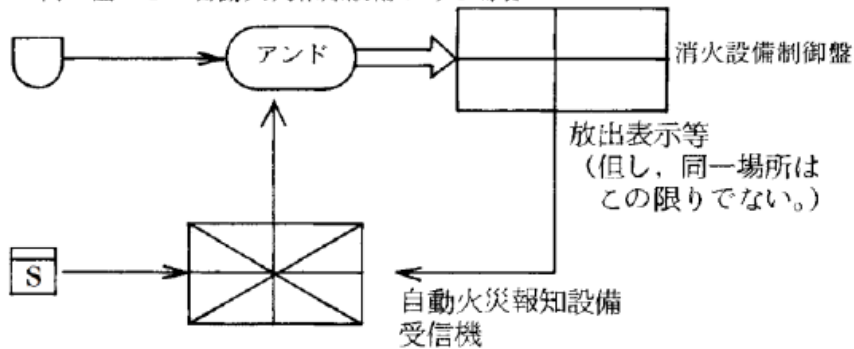 アンド
消火設備制御盤
放出表示等
（但し，同一場所は
この限りでない。）
S
自動火災報知設備
受信機